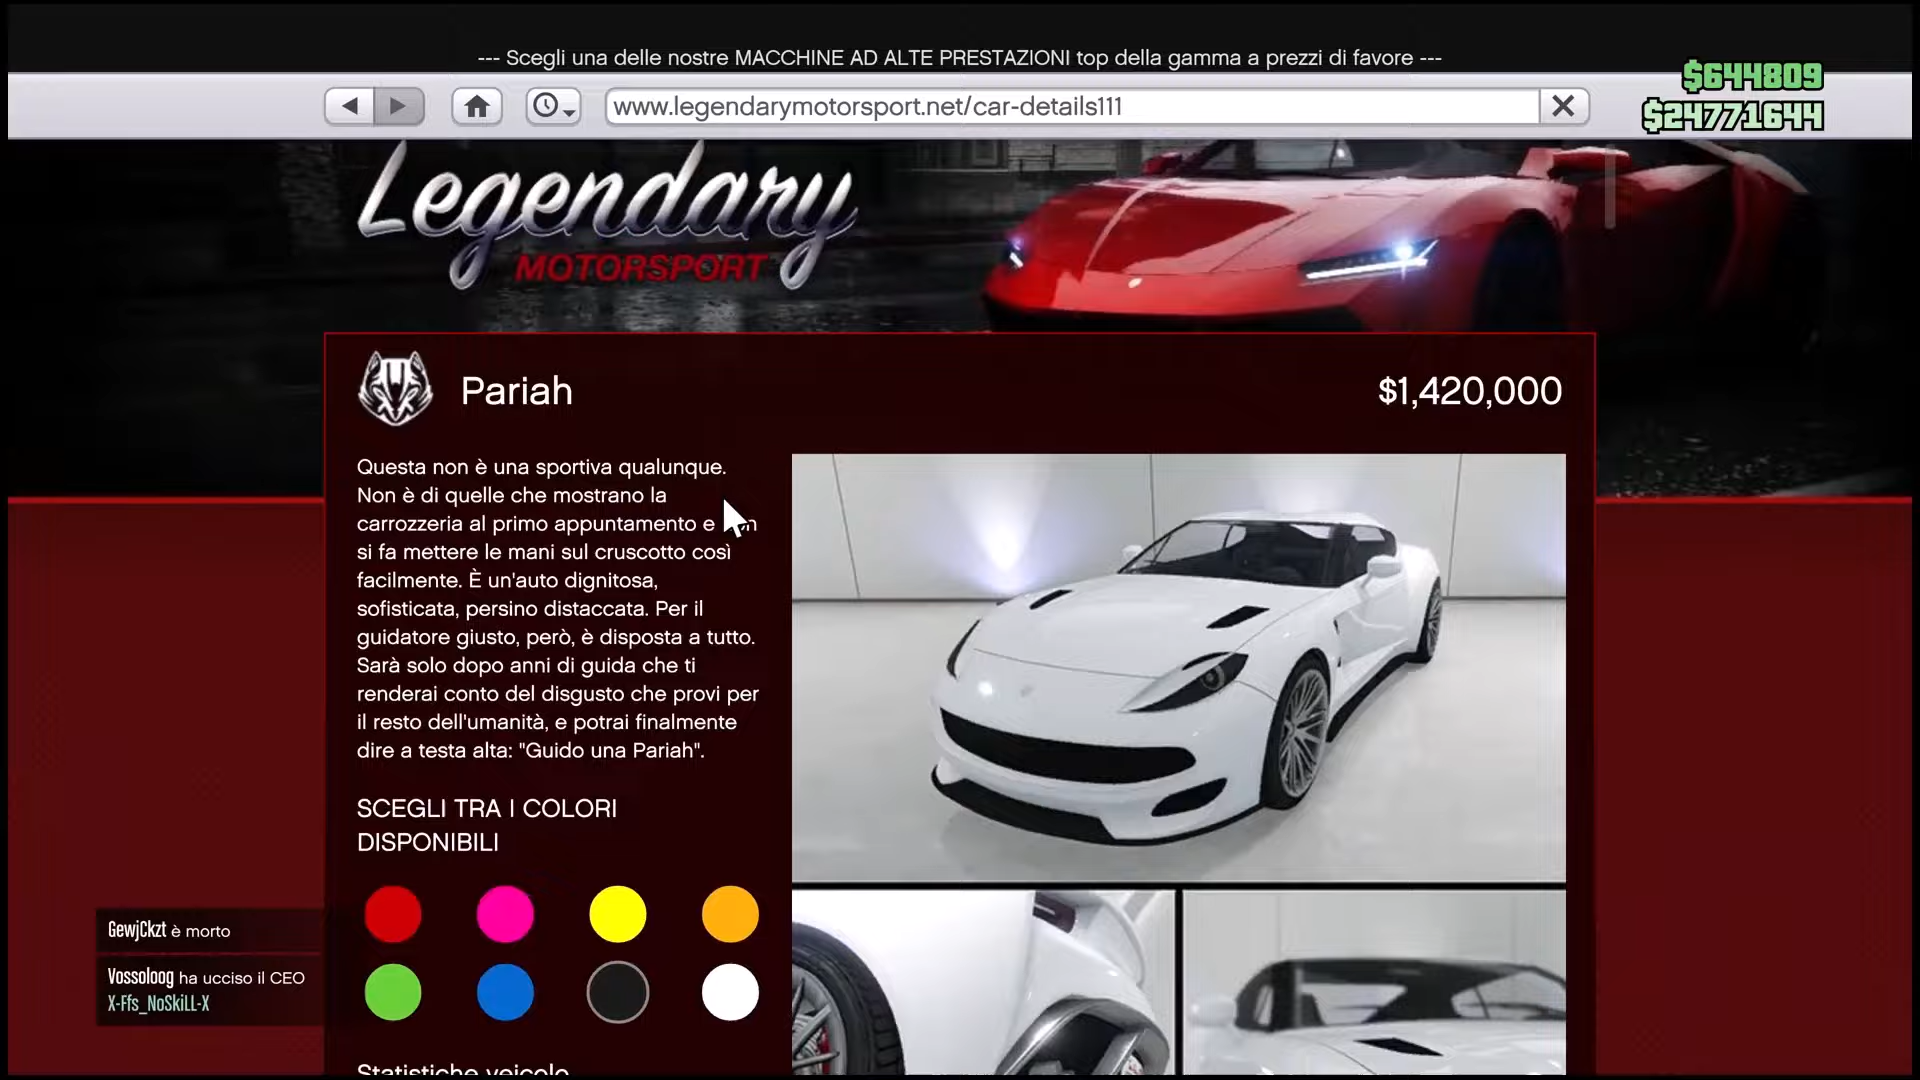 --- Scegli una delle nostre MACCHINE AD ALTE PRESTAZIONI top della gamma a prezzi di favore ---
www.legendarymotorsport.net/car-details111
$644809
$24771644
Legendary
MOTORSPORT
Pariah
$1,420,000
Questa non è una sportiva qualunque.
Non è di quelle che mostrano la
carrozzeria al primo appuntamento e
si fa mettere le mani sul cruscotto così
facilmente. È un'auto dignitosa,
sofisticata, persino distaccata. Per il
guidatore giusto, però, è disposta a tutto.
Sarà solo dopo anni di guida che ti
renderai conto del disgusto che provi per
il resto dell'umanità, e potrai finalmente
dire a testa alta: "Guido una Pariah".
SCEGLI TRA I COLORI
DISPONIBILI
GewjCkzt è morto
Vossoloog ha ucciso il CEO
X-Ffs_NoSkiLL-X
Statistiche veicolo